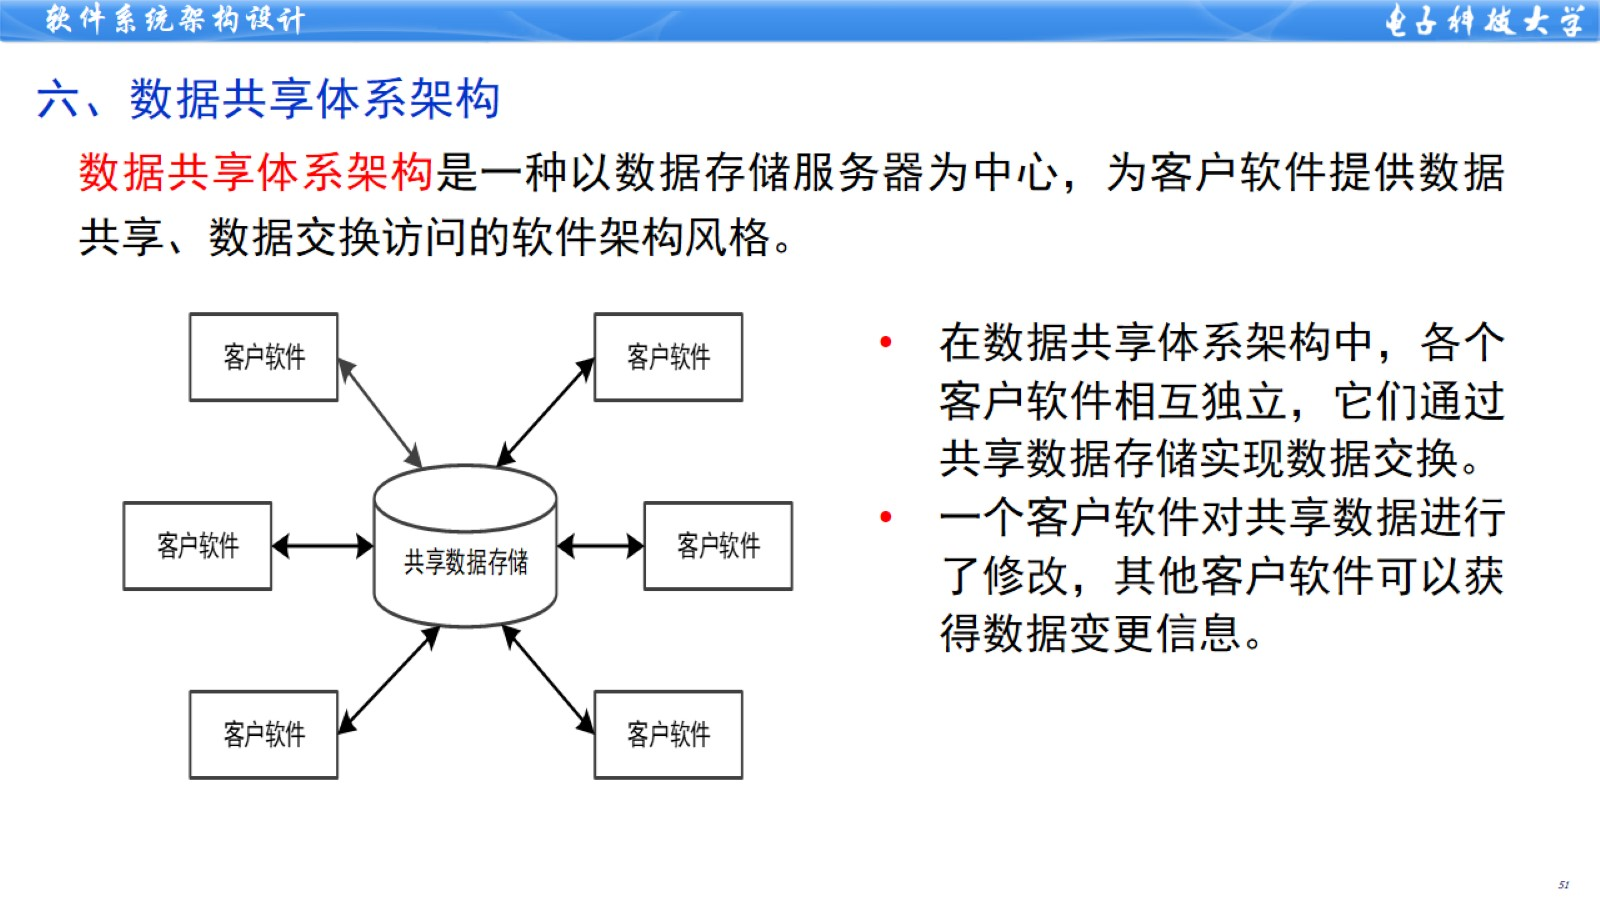 软件系统架构设计
电子科技大学
六、数据共享体系架构
数据共享体系架构是一种以数据存储服务器为中心，为客户软件提供数据
共享、数据交换访问的软件架构风格。
客户软件
客户软件
客户软件
共享数据存储
客户软件
客户软件
客户软件
• 在数据共享体系架构中，各个
客户软件相互独立，它们通过
共享数据存储实现数据交换。
• 一个客户软件对共享数据进行
了修改，其他客户软件可以获
得数据变更信息。
51